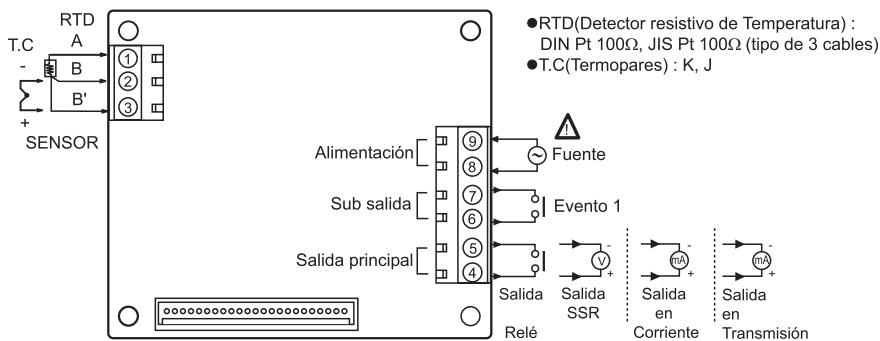 RTD
T.C
A
-
B
B'
+
SENSOR
1
2
3
●RTD(Detector resistivo de Temperatura) :
DIN Pt 100Ω, JIS Pt 100Ω (tipo de 3 cables)
●T.C(Termopares) : K, J
Alimentación
9
8
!
~
Fuente
Sub salida
7
6
Evento 1
Salida principal
5
4
-
V
+
-
mA
+
-
mA
+
Salida
Relé
Salida
SSR
Salida
en
Corriente
Salida
en
Transmisión